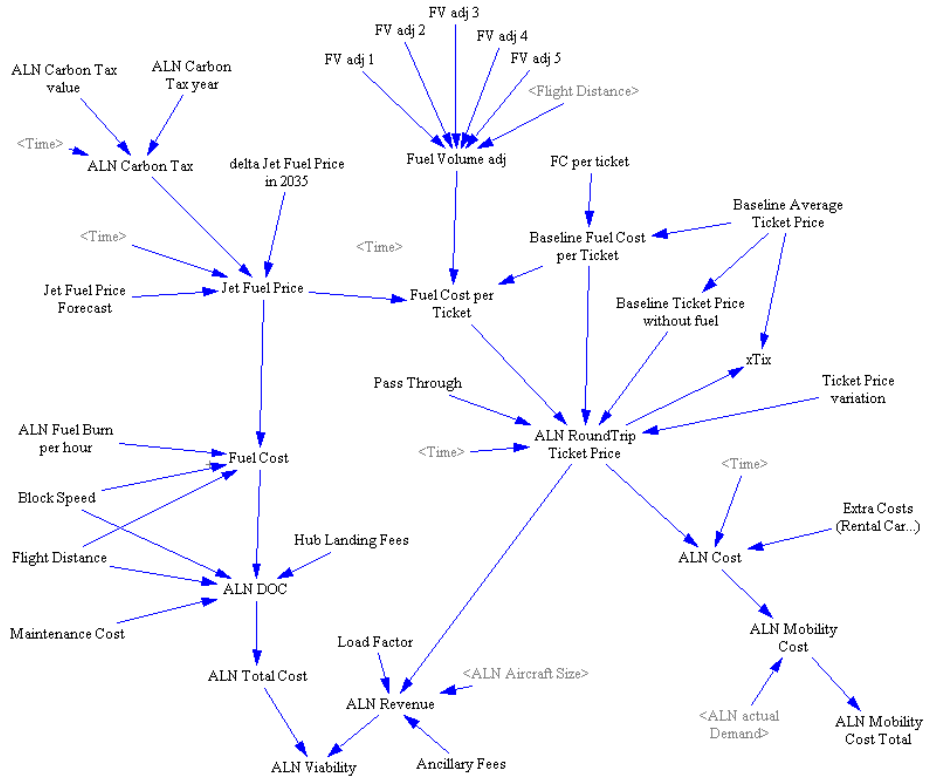 FV adj 3
FV adj 2
FV adj 4
FV adj 1
FV adj 5
ALN Carbon Tax
value
ALN Carbon
Tax year
<Flight Distance>
<Time>
ALN Carbon Tax
delta Jet Fuel Price
in 2035
Fuel Volume adj
FC per ticket
Baseline Average
Ticket Price
<Time>
<Time>
Baseline Fuel Cost
per Ticket
Jet Fuel Price
Forecast
Jet Fuel Price
Fuel Cost per
Ticket
Baseline Ticket Price
without fuel
xTix
Pass Through
Ticket Price
variation
ALN Fuel Burn
per hour
<Time>
ALN RoundTrip
Ticket Price
Fuel Cost
<Time>
Block Speed
Extra Costs
(Rental Car...)
Flight Distance
Hub Landing Fees
ALN Cost
ALN DOC
Maintenance Cost
Load Factor
ALN Mobility
Cost
ALN Total Cost
<ALN Aircraft Size>
ALN Revenue
<ALN actual
Demand>
ALN Mobility
Cost Total
ALN Viability
Ancillary Fees